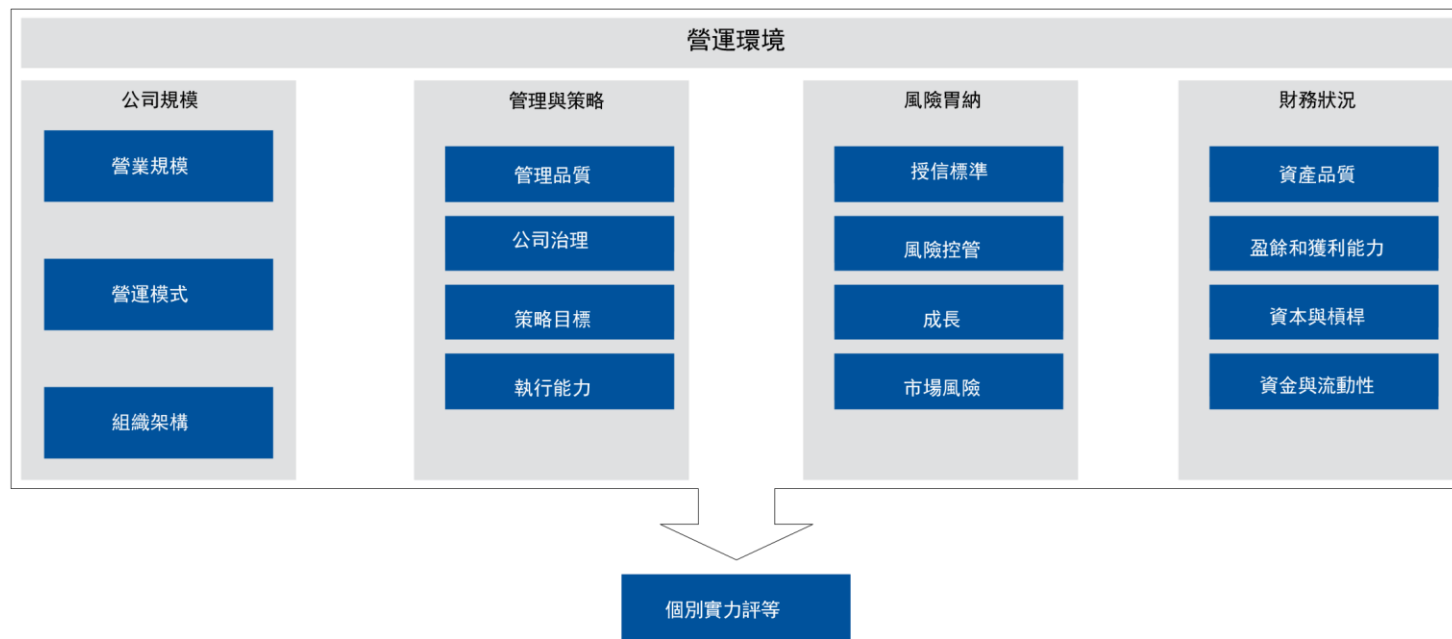 營運環境
公司規模
營業規模
營運模式
組織架構
管理與策略
管理品質
公司治理
策略目標
執行能力
風險胃納
授信標準
風險控管
成長
市場風險
財務狀況
資產品質
盈餘和獲利能力
資本與槓桿
資金與流動性
個別實力評等